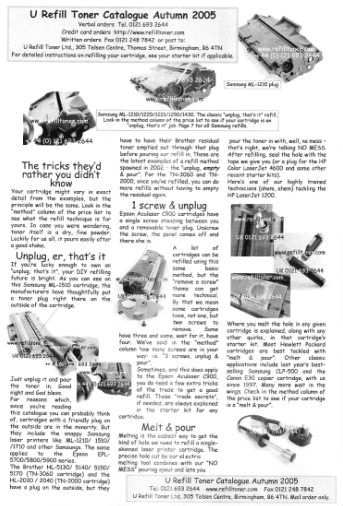 U Refill Toner Catalogue Autumn 2005
Verbal orders Tel. 0121 693 2644
Credit card orders http://www.refilltoner.com
Written orders Fax 0121 248 7842 or post to:
U Refill Toner Ltd., 305 Telsen Centre, Thomas Street, Birmingham, B6 4TN.
For detailed instructions on refilling your cartridge, see your starter kit if applicable.
Samsung ML-1210 plug
Samsung ML-1210/1220/1221/1250/1430. The classic "unplug, that's it" refill.
Look in the method column of the price list to see if your cartridge is an
"unplug, that's it" job. Page 7 for all Samsung refills.
The tricks they'd
rather you didn't
know
Your cartridge might vary in exact
detail from the examples, but the
principle will be the same. Look in the
"method" column of the price list to
see what the refill technique is for
yours. In case you were wondering,
toner itself is a dry, fine powder.
Luckily for us all, it pours easily after
a good shake.
Unplug, er, that's it
If you're lucky enough to own an
"unplug, that's it", your DIY refilling
future is bright. As you can see on
this Samsung ML-1510 cartridge, the
manufacturers have thoughtfully put
a toner plug right there on the
outside of the cartridge.
Just unplug it and pour
the toner in. Good
night and God bless.
For reasons which,
since you're reading
this catalogue you can probably think
of, cartridges with a friendly plug on
the outside are in the minority. But
they include the snappy Samsung
laser printers like ML-1210/ 1510/
/1710 and other Samsungs. The same
applies to the Epson EPL-
5700/5800/5900 series.
The Brother HL-5130/ 5140/ 5150/
5170 (TN-3060 cartridge) and the
HL-2030 / 2040 (TN-2000 cartridge)
have a plug on the outside, but they
have to have their Brother residual
toner emptied out through that plug
before pouring our refill in. These are
the latest examples of a refill method
spawned in 2002 - the "unplug, empty
& pour". For the TN-3060 and TN-
2000, once you've refilled, you can do
more refills without having to empty
the residual again.
1 screw & unplug
Epson Aculaser C900 cartridges have
a single screw standing between you
and a removable toner plug. Unscrew
the screw, the panel comes off and
there she is.
A lot of
cartridges can be
refilled using this
same basic
method, but the
"remove a screw"
theme can get
more technical.
By that we mean
some cartridges
have, not one, but
two screws to
remove. Some
have three and some, wait for it, have
four. We've said in the "method"
column how many screws are in your
way! i.e. "3 screws, unplug &
pour".
Sometimes, and this does apply
to the Epson Aculaser C900,
you do need a few extra tricks
of the trade to get a good
refill. These "trade secrets",
if needed, are always explained
in the starter kit for any
cartridge.
Melt & pour
Melting is the easiest way to get the
kind of hole we need to refill a single-
skinned laser printer cartridge. The
precise hole cut by our electric
melting tool combines with our "NO
MESS" pouring spout and lets you
pour the toner in with, well, no mess -
that's right, we're talking NO MESS.
After refilling, seal the hole with the
tape we give you (or a plug for the HP
Color LaserJet 4600 and some other
recent starter kits).
Here's one of our highly trained
technicians (ahem, ahem) tackling the
HP LaserJet 1200.
Where you melt the hole in any given
cartridge is explained, along with any
other quirks, in that cartridge's
starter kit. Most Hewlett Packard
cartridges are best tackled with
"melt & pour". Other classic
applications include last year's best-
selling Samsung CLP-500 and the
Canon E30 copier cartridge, with us
since 1997. Many more wait in the
wings! Check in the method column of
the price list to see if your cartridge
is a "melt & pour".
U Refill Toner Catalogue Autumn 2005
Tel. 0121 693 2644 www.refilltoner.com Fax 0121 248 7842
U Refill Toner Ltd, 305 Telsen Centre, Birmingham, B6 4TN. Mail order only.